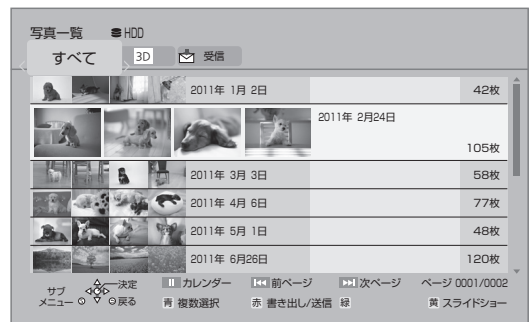 写真一覧 HDD
すべて 3D 受信
2011年 1月 2日 42枚
2011年 2月24日
105枚
2011年 3月 3日 58枚
2011年 4月 6日 77枚
2011年 5月 1日 48枚
2011年 6月26日 120枚
サブ メニュー S 決定 戻る
カレンダー 前ページ 次ページ ページ 0001/0002
青 複数選択 赤 書き出し/送信 緑 黄 スライドショー